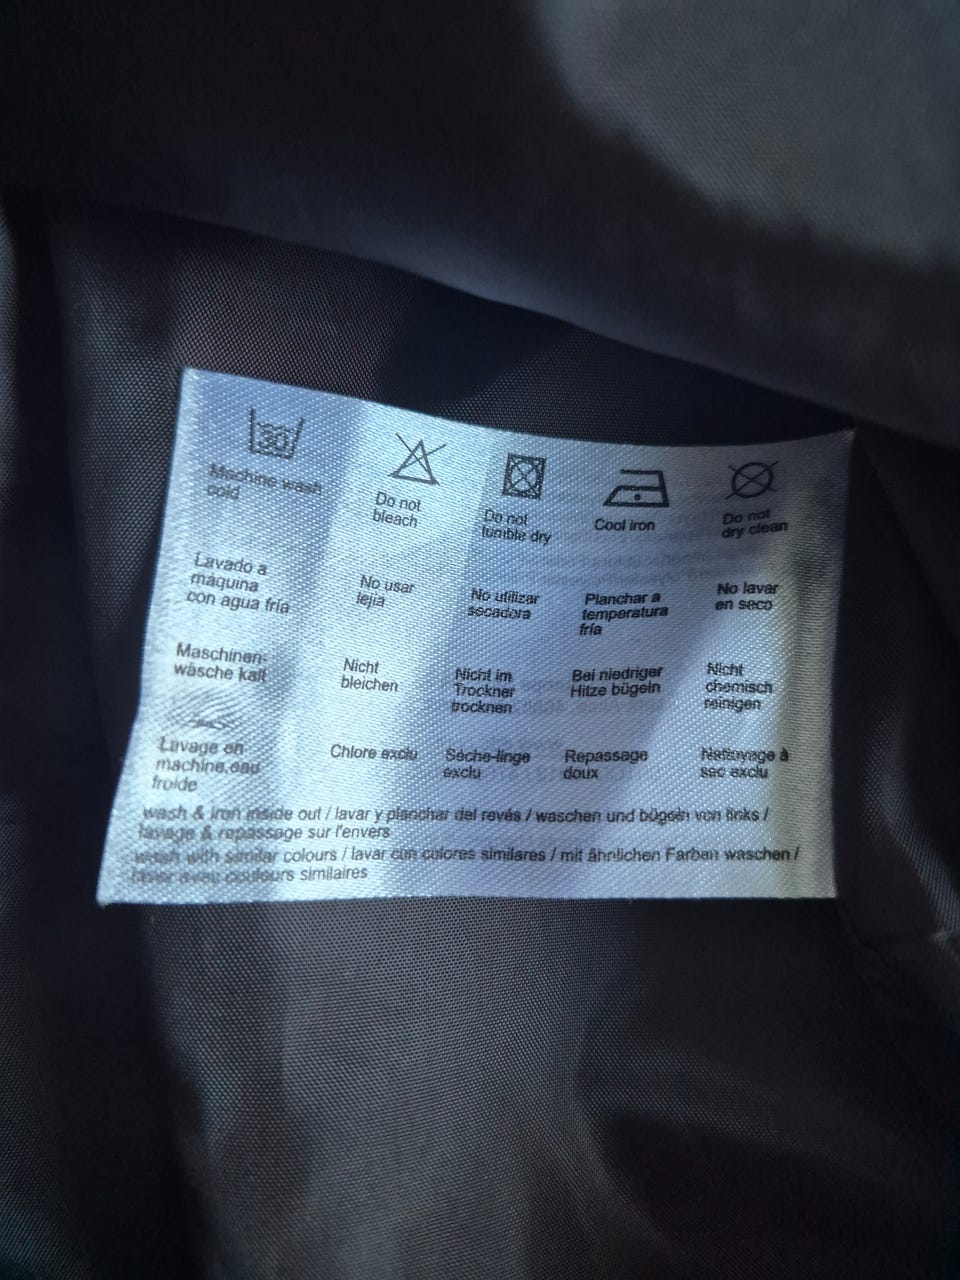 30
Machine wash
cold
Do not
bleach
Do not
tumble dry
Cool iron
Do not
dry clean
Lavado a
máquina
con agua fría
No usar
lejia
No utilizar
secadora
Planchar a
temperatura
fría
No lavar
en seco
Maschinen-
wäsche kalt
Nicht
bleichen
Nicht im
Trockner
trocknen
Bei niedriger
Hitze bügeln
Nicht
chemisch
reinigen
Lavage en
machine,eau
froide
Chlore exclu
Séche-linge
exclu
Repassage
doux
Nettoyage à
sec exclu
wash & iron inside out / lavar y planchar del revés / waschen und bügeln von links /
lavage & repassage sur l'envers
wash with similar colours / lavar con colores similares / mit ähnlichen Farben waschen /
laver avec couleurs similaires